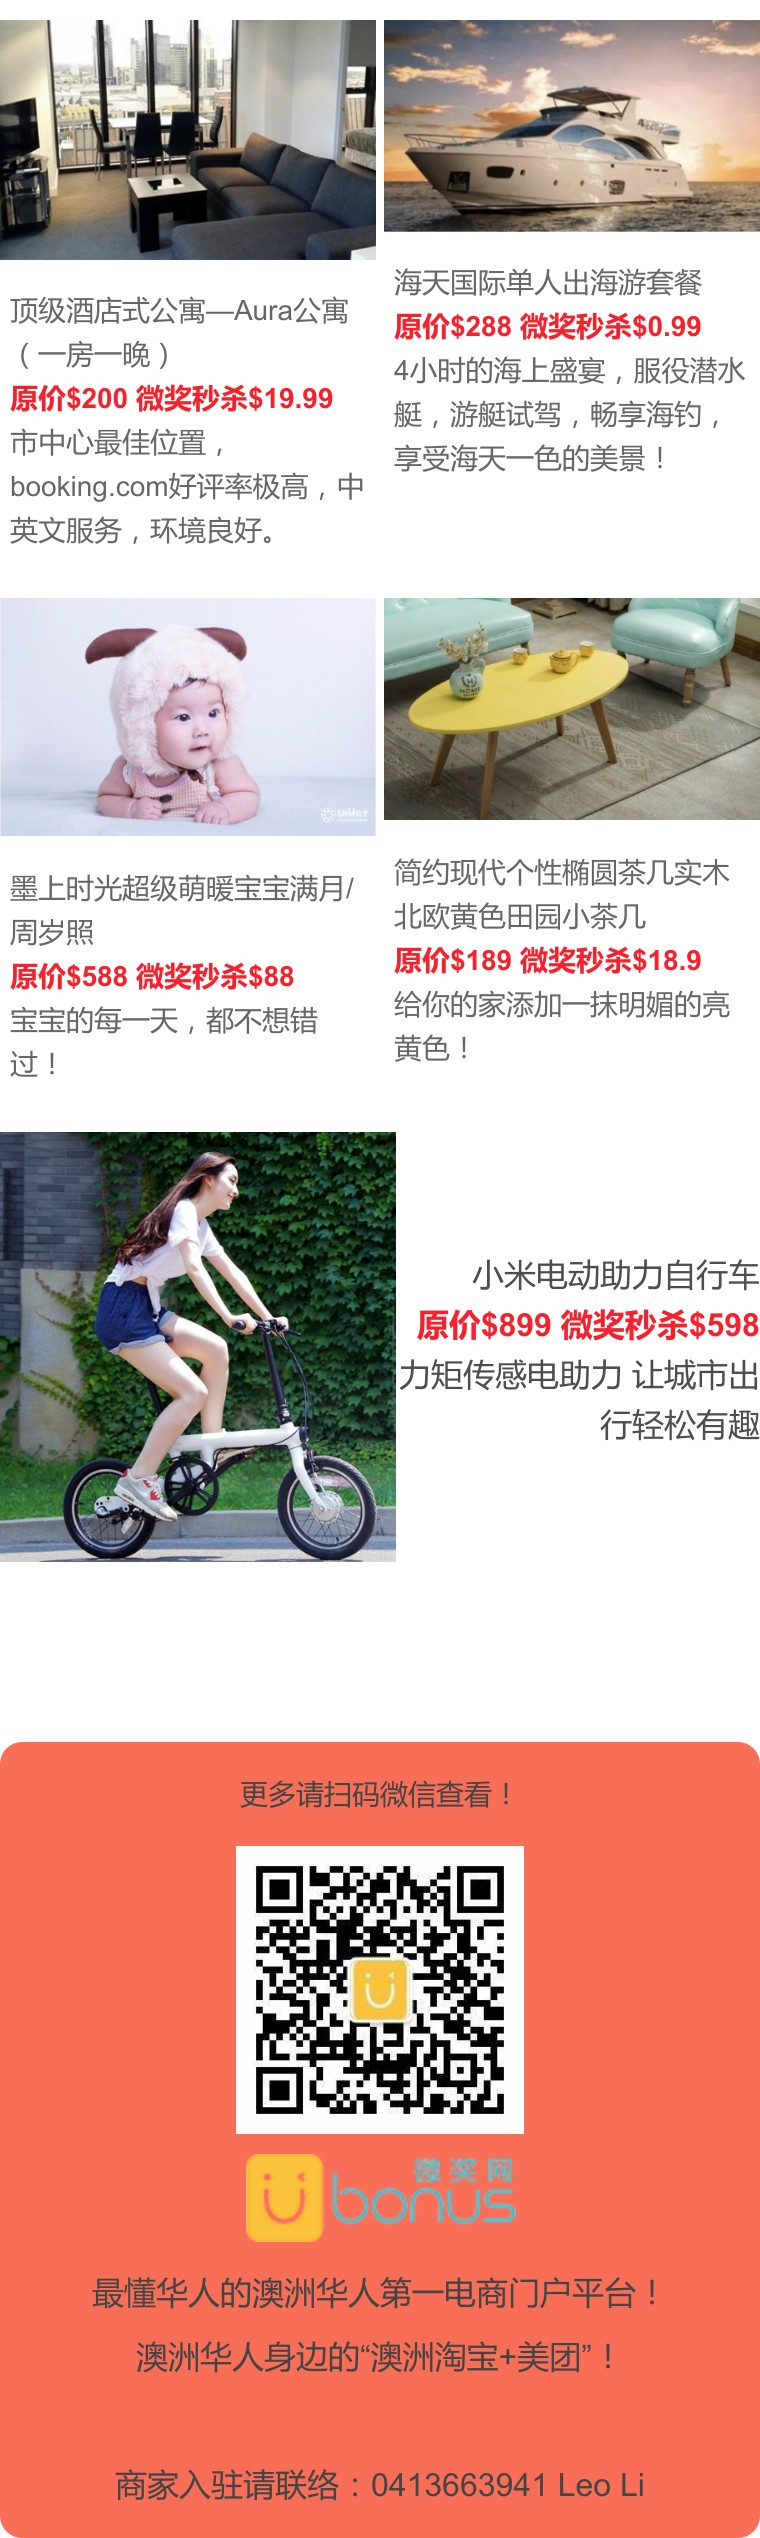 顶级酒店式公寓—Aura公寓
（一房一晚）
原价$200 微奖秒杀$19.99
市中心最佳位置，
booking.com好评率极高，中
英文服务，环境良好。
海天国际单人出海游套餐
原价$288 微奖秒杀$0.99
4小时的海上盛宴，服役潜水
艇，游艇试驾，畅享海钓，
享受海天一色的美景！
SHMILY
墨上时光超级萌暖宝宝满月/
周岁照
原价$588 微奖秒杀$88
宝宝的每一天，都不想错
过！
HOME
简约现代个性椭圆茶几实木
北欧黄色田园小茶几
原价$189 微奖秒杀$18.9
给你的家添加一抹明媚的亮
黄色！
小米电动助力自行车
原价$899 微奖秒杀$598
力矩传感电助力 让城市出
行轻松有趣
更多请扫码微信查看！
微奖网
Ubonus
最懂华人的澳洲华人第一电商门户平台！
澳洲华人身边的“澳洲淘宝+美团”！
商家入驻请联络：0413663941 Leo Li